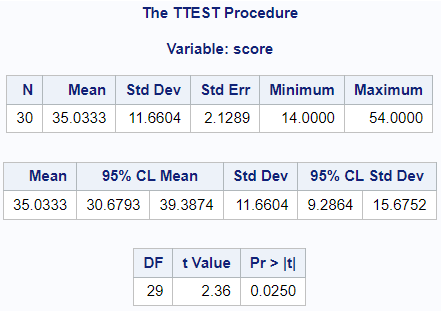 The TTEST Procedure
Variable: score
N Mean Std Dev Std Err Minimum Maximum
30 35.0333 11.6604 2.1289 14.0000 54.0000
Mean 95% CL Mean Std Dev 95% CL Std Dev
35.0333 30.6793 39.3874 11.6604 9.2864 15.6752
DF t Value Pr > |t|
29 2.36 0.0250